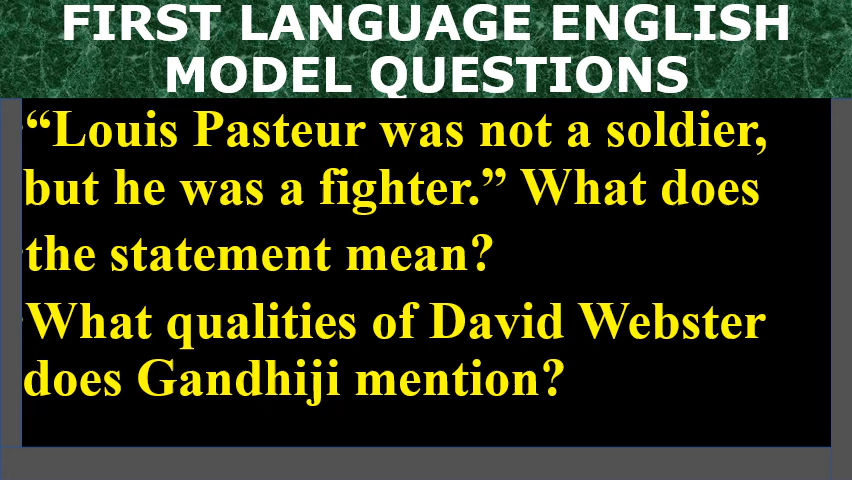 FIRST LANGUAGE ENGLISH
MODEL QUESTIONS
“Louis Pasteur was not a soldier,
but he was a fighter.” What does
the statement mean?
What qualities of David Webster
does Gandhiji mention?